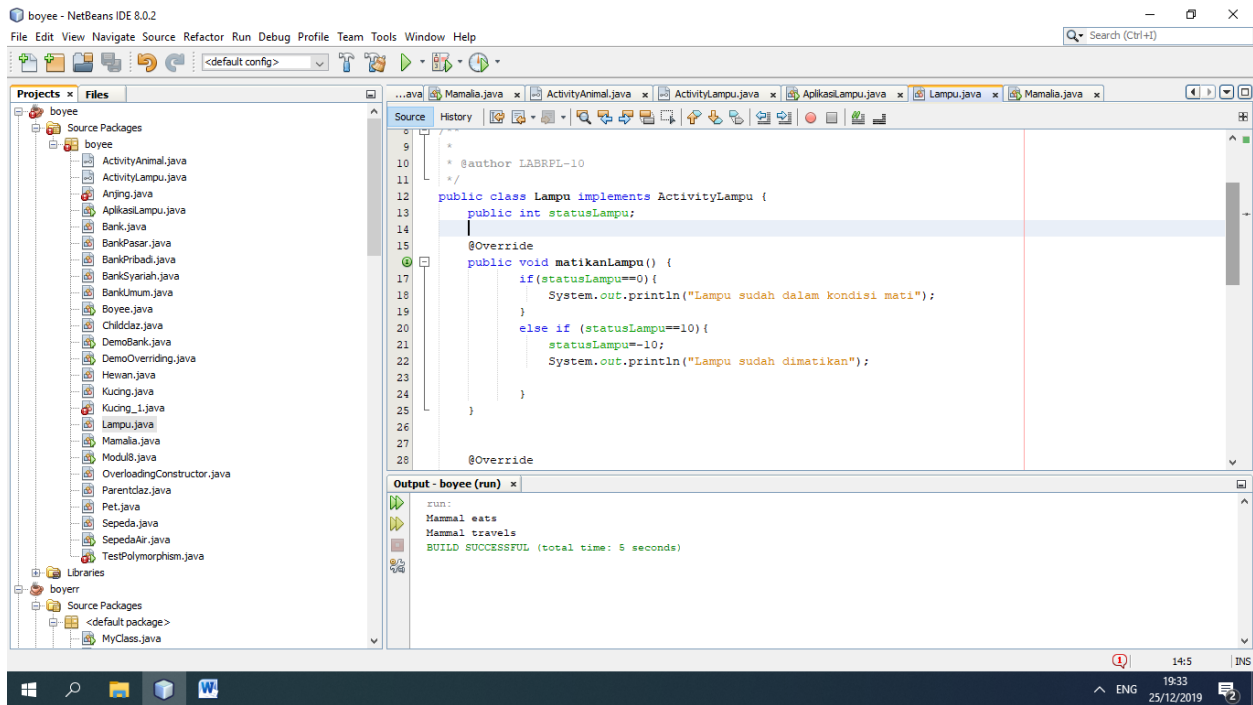 boyee - NetBeans IDE 8.0.2
File Edit View Navigate Source Refactor Run Debug Profile Team Tools Window Help
Search (Ctrl+I)
<default config>
Projects Files
boyee
Source Packages
boyee
ActivityAnimal.java
ActivityLampu.java
Anjing.java
AplikasiLampu.java
Bank.java
BankPasar.java
BankPribadi.java
BankSyariah.java
BankUmum.java
Boyee.java
Childclaz.java
DemoBank.java
DemoOverriding.java
Hewan.java
Kucing.java
Kucing_1.java
Lampu.java
Mamalia.java
Modul8.java
OverloadingConstructor.java
Parentclaz.java
Pet.java
Sepeda.java
SepedaAir.java
TestPolymorphism.java
Libraries
boyerr
Source Packages
<default package>
MyClass.java
...ava Mamalia.java ActivityAnimal.java ActivityLampu.java AplikasiLampu.java Lampu.java Mamalia.java
Source History
8 /**
9 *
10 * @author LABRPL-10
11 */
12 public class Lampu implements ActivityLampu {
13 public int statusLampu;
14
15 @Override
public void matikanLampu() {
17 if(statusLampu==0){
18 System.out.println("Lampu sudah dalam kondisi mati");
19 }
20 else if (statusLampu==10){
21 statusLampu=-10;
22 System.out.println("Lampu sudah dimatikan");
23
24 }
25 }
26
27
28 @Override
Output - boyee (run)
run:
Mammal eats
Mammal travels
BUILD SUCCESSFUL (total time: 5 seconds)
1 14:5 INS
ENG 19:33
25/12/2019 2